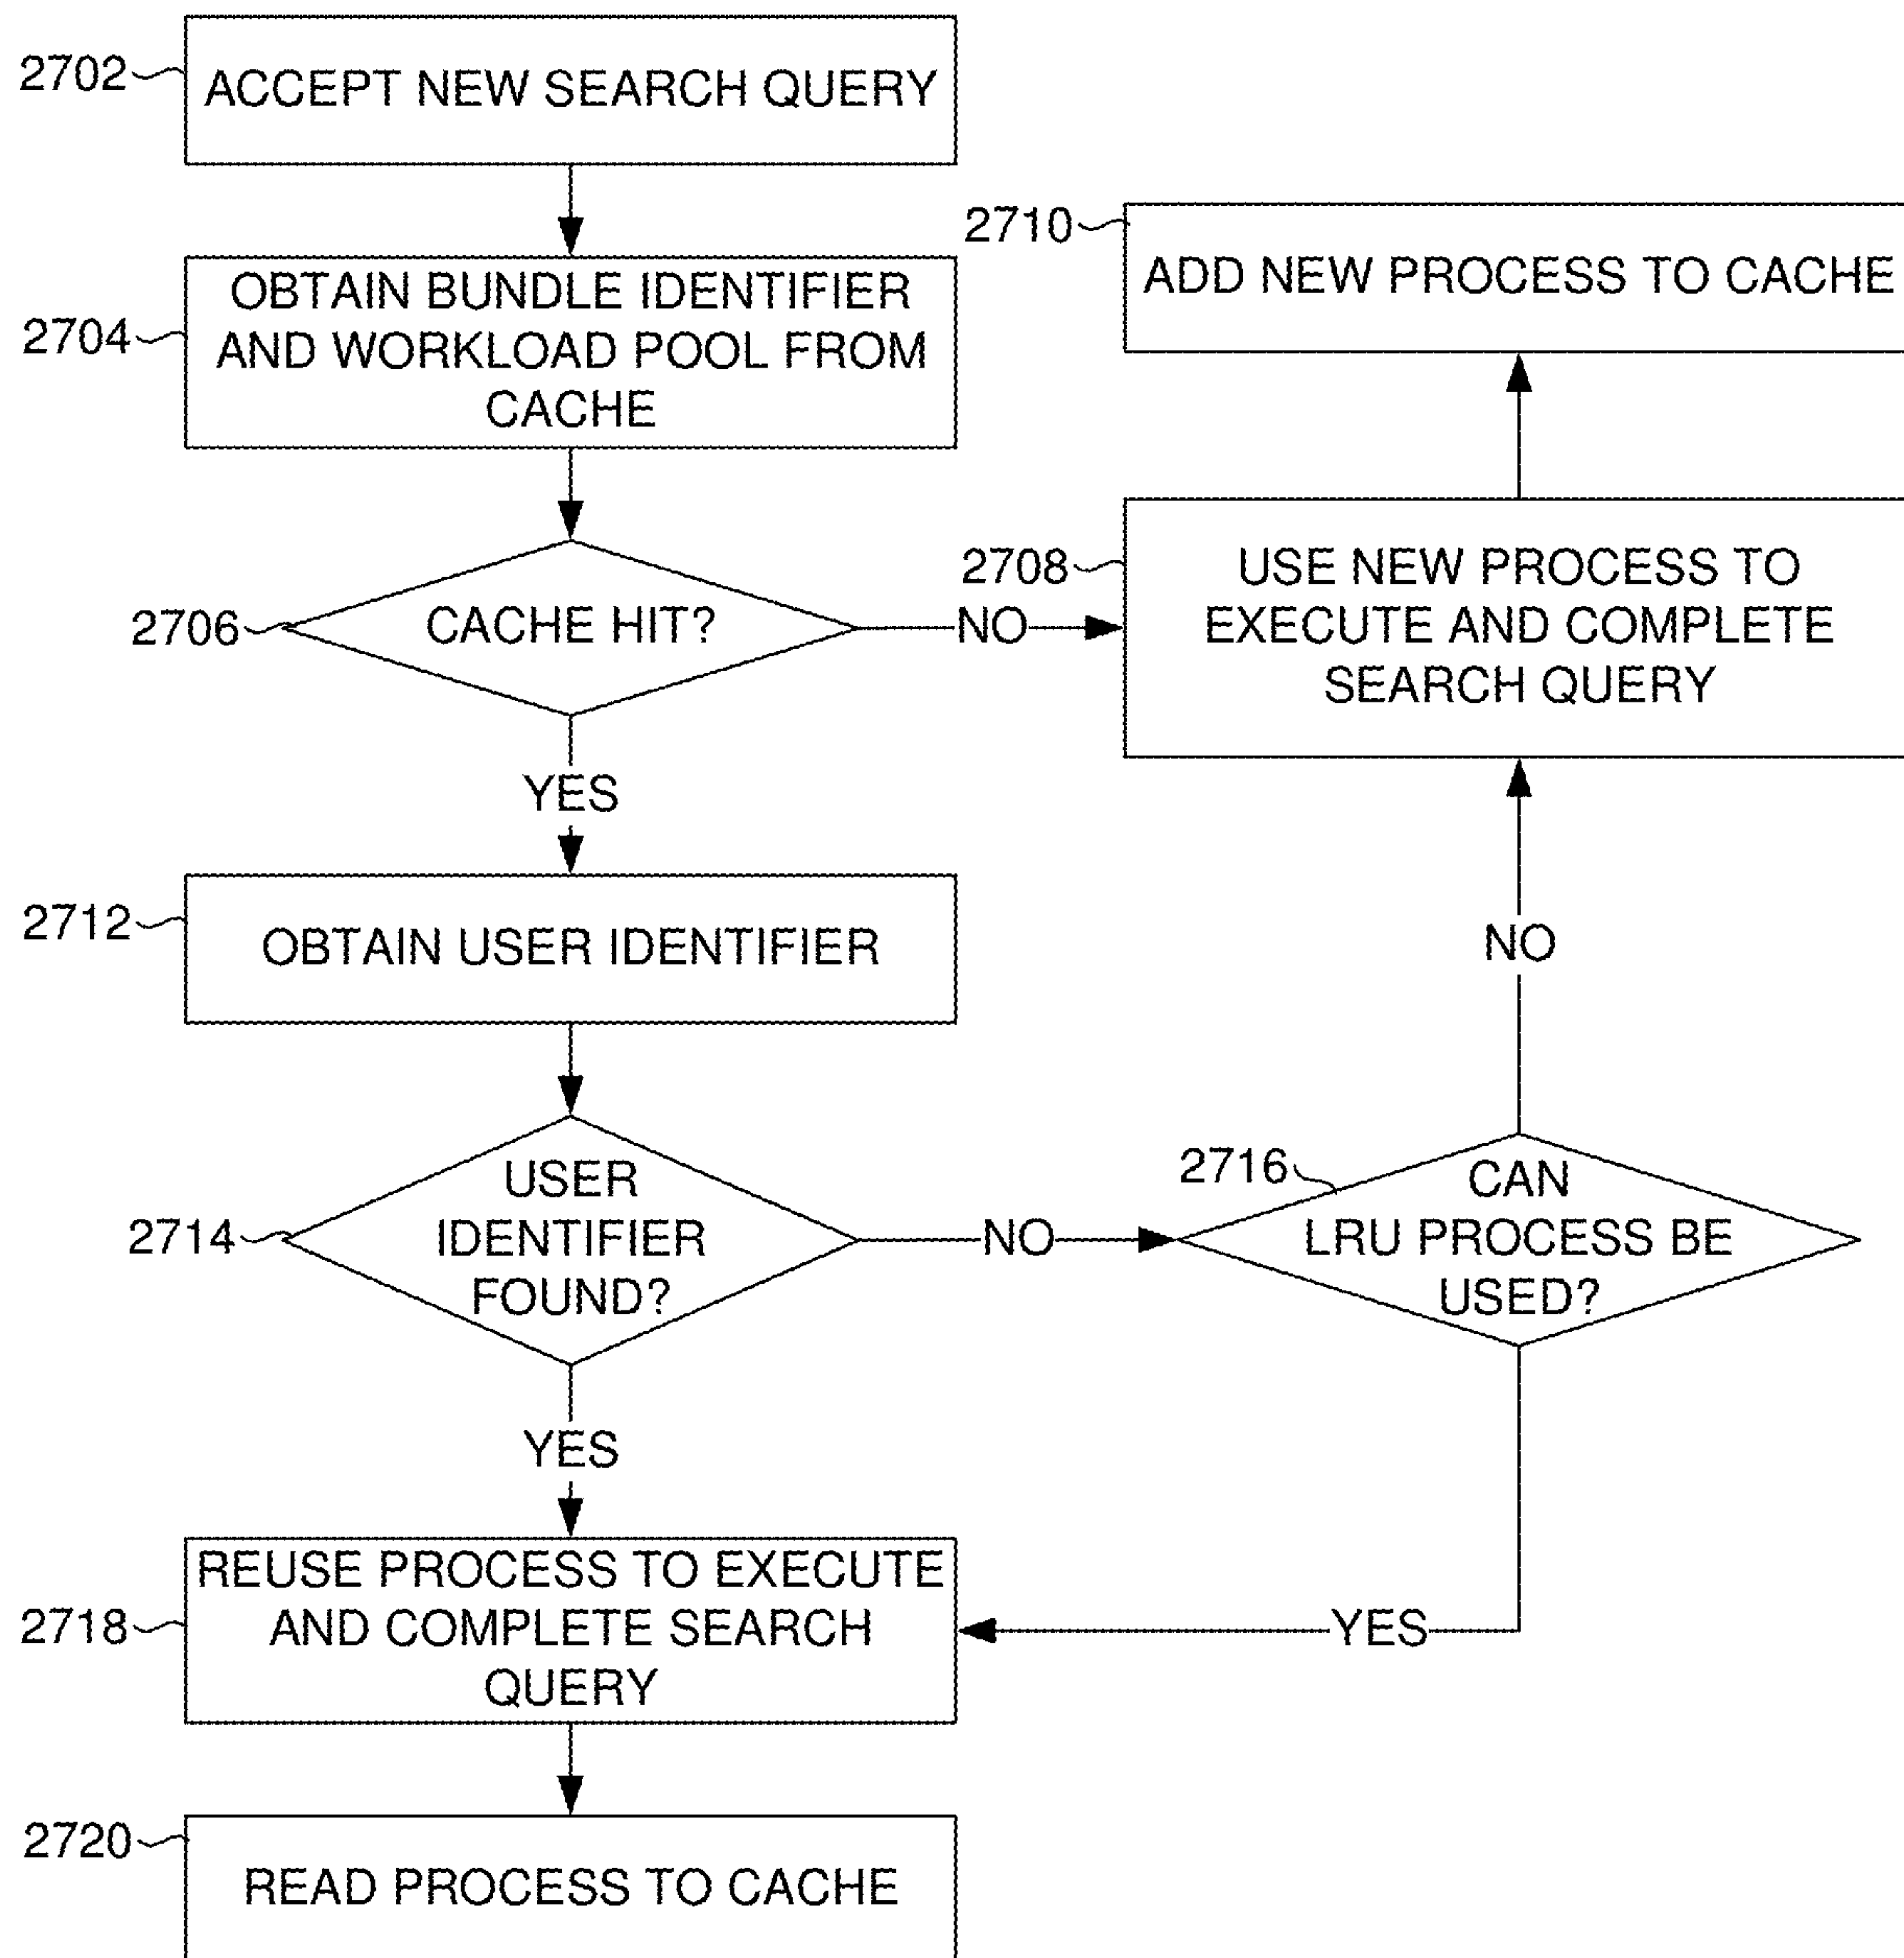 2702
ACCEPT NEW SEARCH QUERY
2704
OBTAIN BUNDLE IDENTIFIER
AND WORKLOAD POOL FROM
CACHE
2710
ADD NEW PROCESS TO CACHE
2706
CACHE HIT?
NO
2708
USE NEW PROCESS TO
EXECUTE AND COMPLETE
SEARCH QUERY
YES
2712
OBTAIN USER IDENTIFIER
NO
2714
USER
IDENTIFIER
FOUND?
NO
2716
CAN
LRU PROCESS BE
USED?
YES
2718
REUSE PROCESS TO EXECUTE
AND COMPLETE SEARCH
QUERY
YES
2720
READ PROCESS TO CACHE